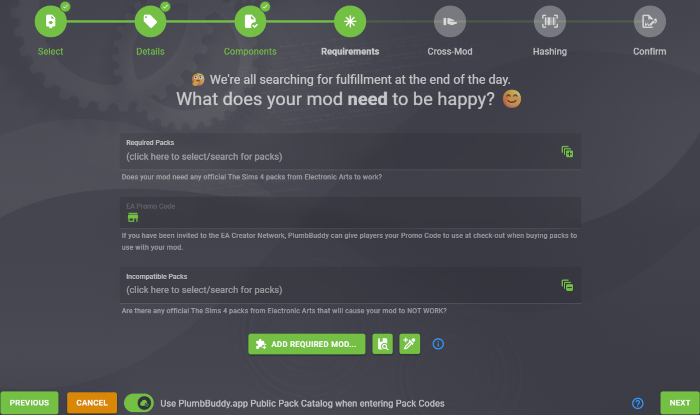 Select
Details
Components
Requirements
Cross-Mod
Hashing
Confirm
We're all searching for fulfillment at the end of the day.
What does your mod need to be happy?
Required Packs
(click here to select/search for packs)
Does your mod need any official The Sims 4 packs from Electronic Arts to work?
EA Promo Code
If you have been invited to the EA Creator Network, PlumbBuddy can give players your Promo Code to use at check-out when buying packs to
use with your mod.
Incompatible Packs
(click here to select/search for packs)
Are there any official The Sims 4 packs from Electronic Arts that will cause your mod to NOT WORK?
ADD REQUIRED MOD...
PREVIOUS
CANCEL
Use PlumbBuddy.app Public Pack Catalog when entering Pack Codes
NEXT